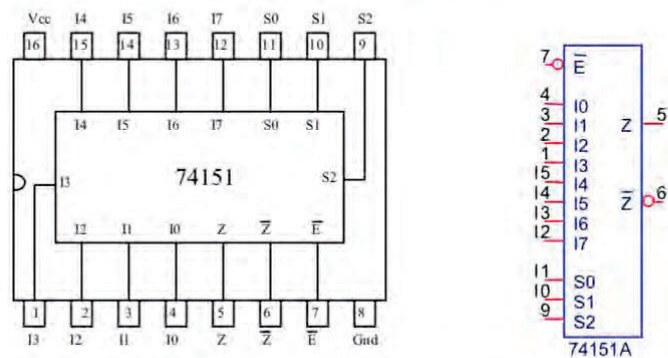 Vcc I4 I5 I6 I7 S0 S1 S2
16 15 14 13 12 11 10 9
I4 I5 I6 I7 S0 S1
I3 74151 S2
I2 I1 I0 Z Z̅ E̅
1 2 3 4 5 6 7 8
I3 I2 I1 I0 Z Z̅ E̅ Gnd
7 E̅
4 I0
3 I1 Z 5
2 I2
1 I3
15 I4
14 I5 Z̅ 6
13 I6
12 I7
11 S0
10 S1
9 S2
74151A